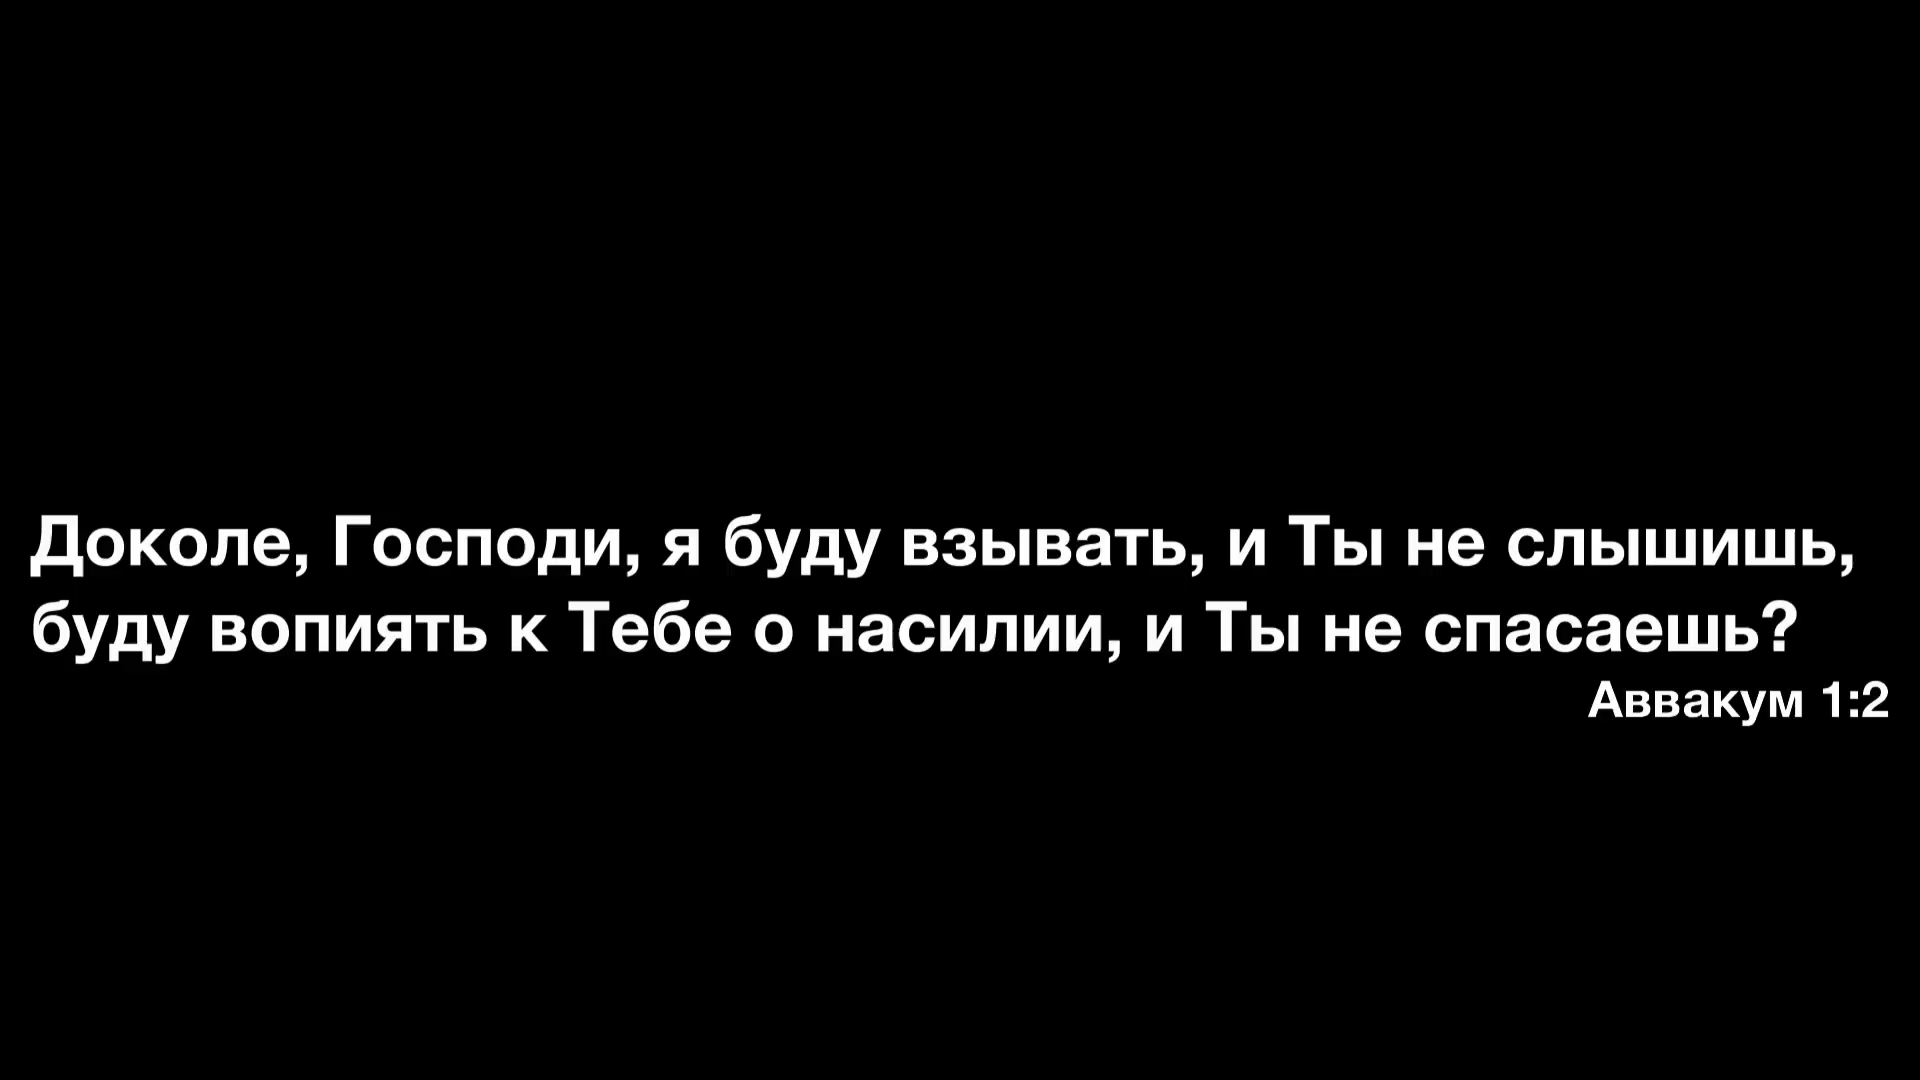 Доколе, Господи, я буду взывать, и Ты не слышишь,
буду вопиять к Тебе о насилии, и Ты не спасаешь?
Аввакум 1:2